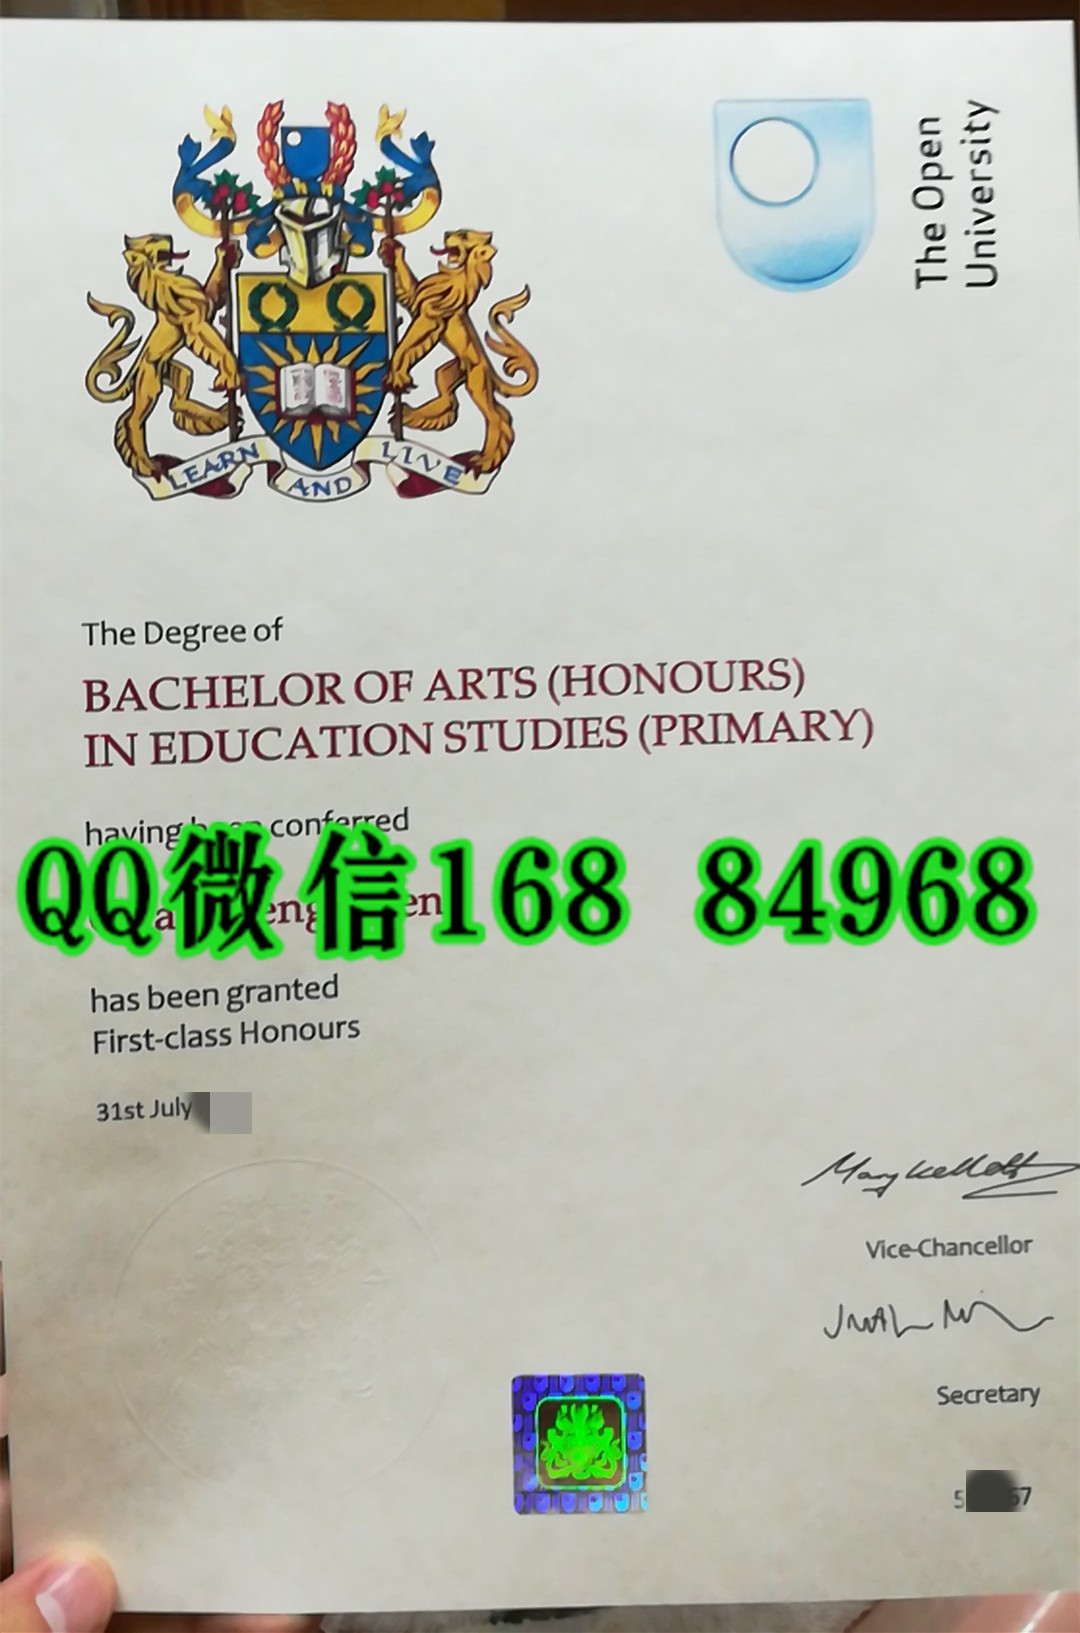 The Open
University
LEARN AND LIVE
The Degree of
BACHELOR OF ARTS (HONOURS)
IN EDUCATION STUDIES (PRIMARY)
having conferred
QQ微信168 84968
has been granted
First-class Honours
31st July
Mary Kellett
Vice-Chancellor
Secretary